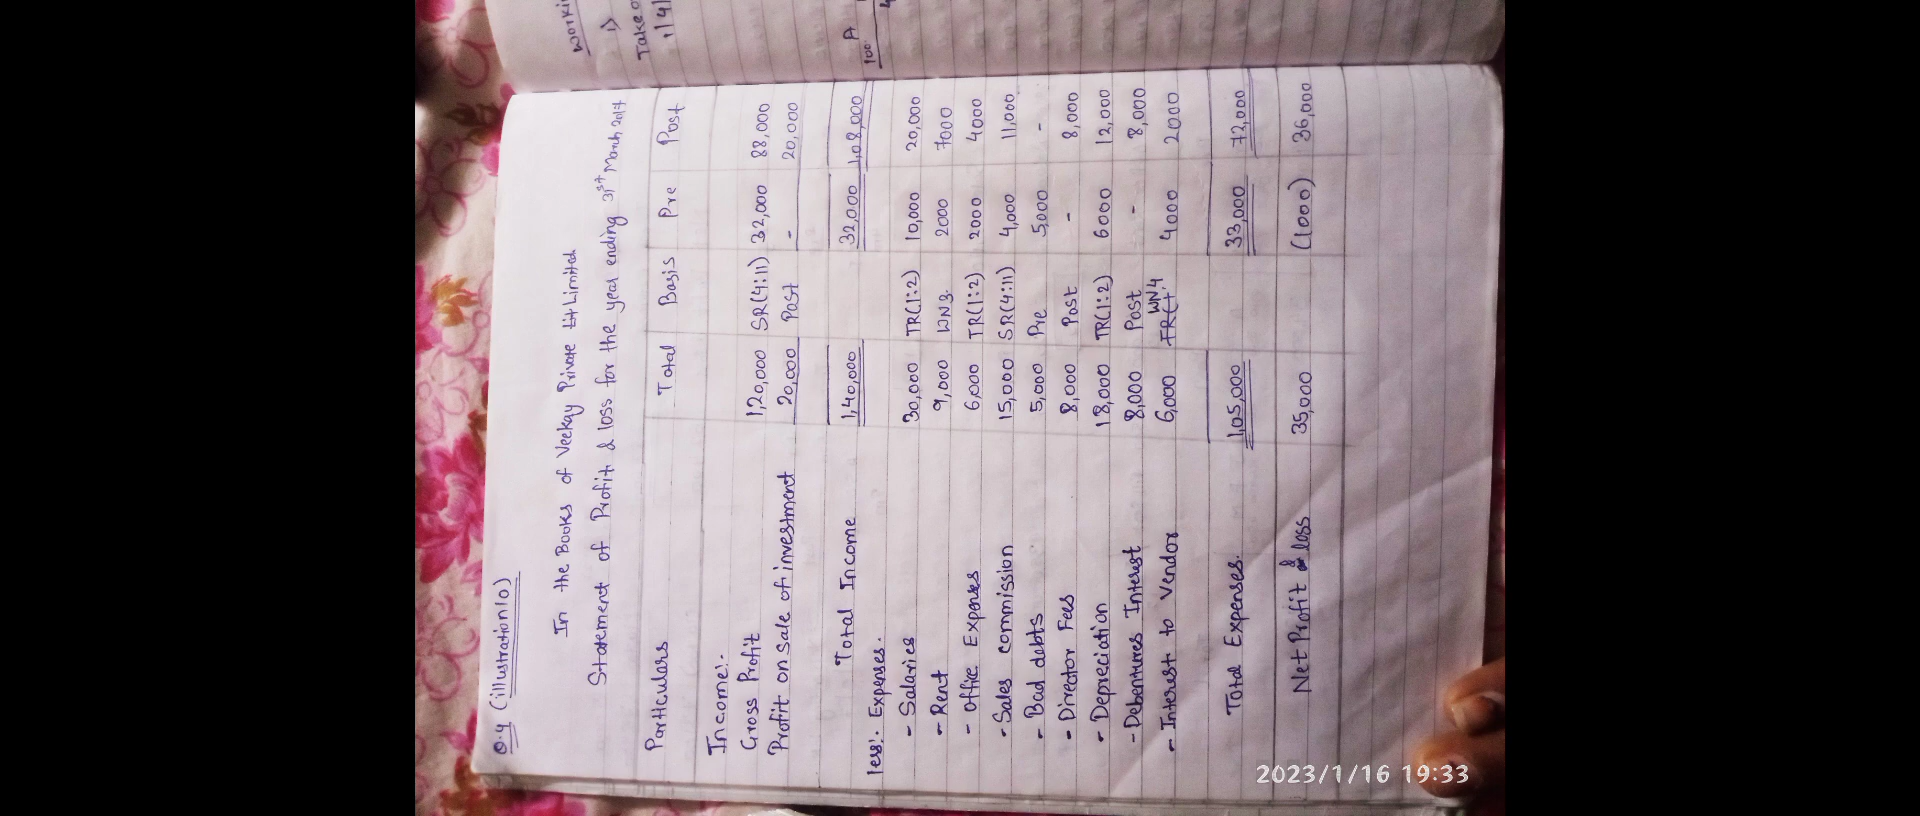 Q.4 (illustration 10)
In the Books of Veekay Private Limited
Statement of Profit & loss for the year ending 31st March 2017
Particulars Total Basis Pre Post
Income:-
Gross Profit 1,20,000 SR(4:11) 32,000 88,000
Profit on sale of investment 20,000 Post - 20,000
Total Income 1,40,000 32,000 1,08,000
less:- Expenses.
- Salaries 30,000 TR(1:2) 10,000 20,000
- Rent 9,000 WN3. 2000 7000
- office Expenses 6,000 TR(1:2) 2000 4000
- Sales commission 15,000 SR(4:11) 4,000 11,000
- Bad debts 5,000 Pre 5,000 -
- Director Fees 8,000 Post - 8,000
- Depreciation 18,000 TR(1:2) 6000 12,000
- Debentures Interest 8,000 Post - 8,000
- Interest to Vendor 6,000 WN4 4000 2000
Total Expenses. 1,05,000 33,000 72,000
Net Profit & loss 35,000 (1000) 36,000
1>
Take
100
A
2023/1/16 19:33